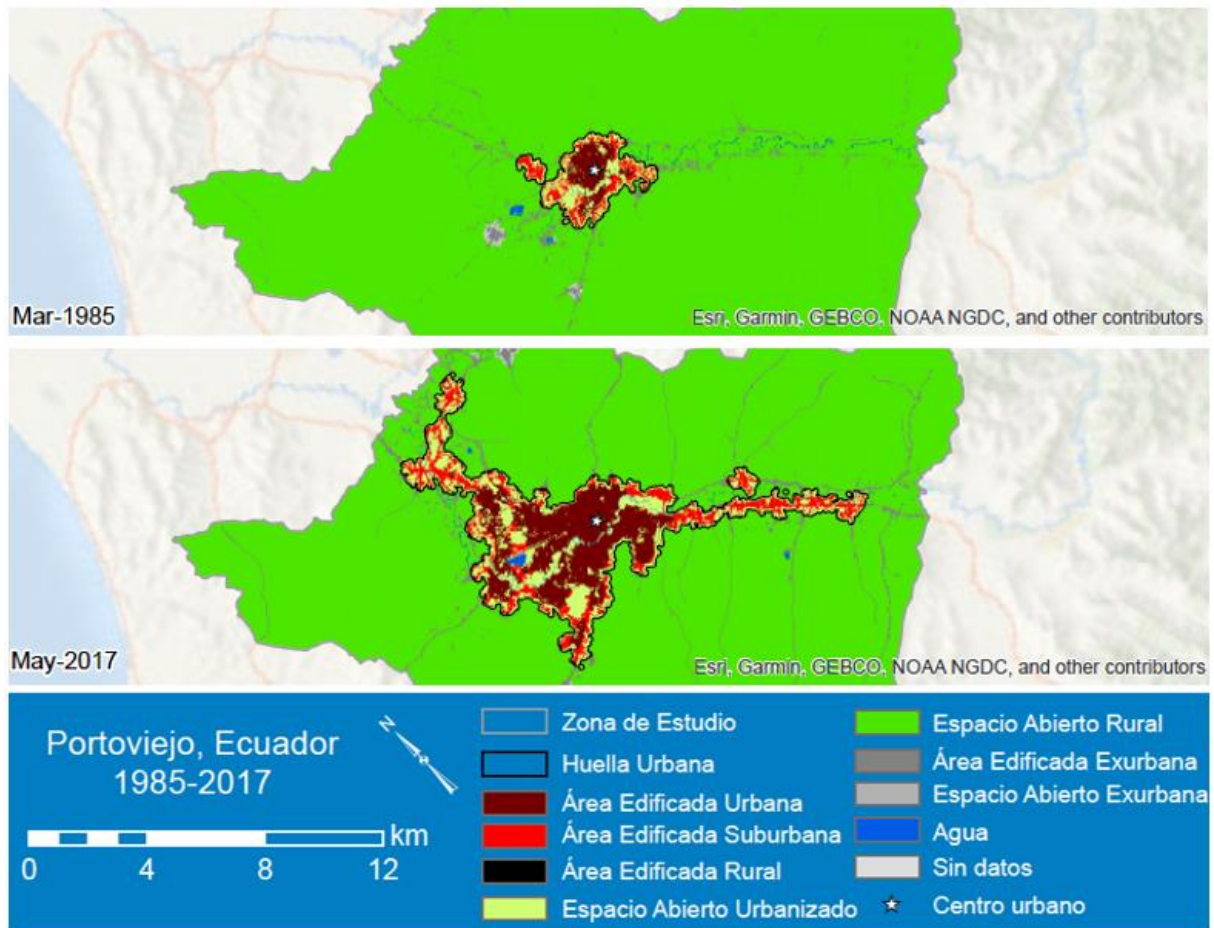 Mar-1985
Esri, Garmin, GEBCO, NOAA NGDC, and other contributors
May-2017
Esri, Garmin, GEBCO, NOAA NGDC, and other contributors
Portoviejo, Ecuador
1985-2017
N
km
0 4 8 12
Zona de Estudio
Huella Urbana
Área Edificada Urbana
Área Edificada Suburbana
Área Edificada Rural
Espacio Abierto Urbanizado
Espacio Abierto Rural
Área Edificada Exurbana
Espacio Abierto Exurbana
Agua
Sin datos
Centro urbano